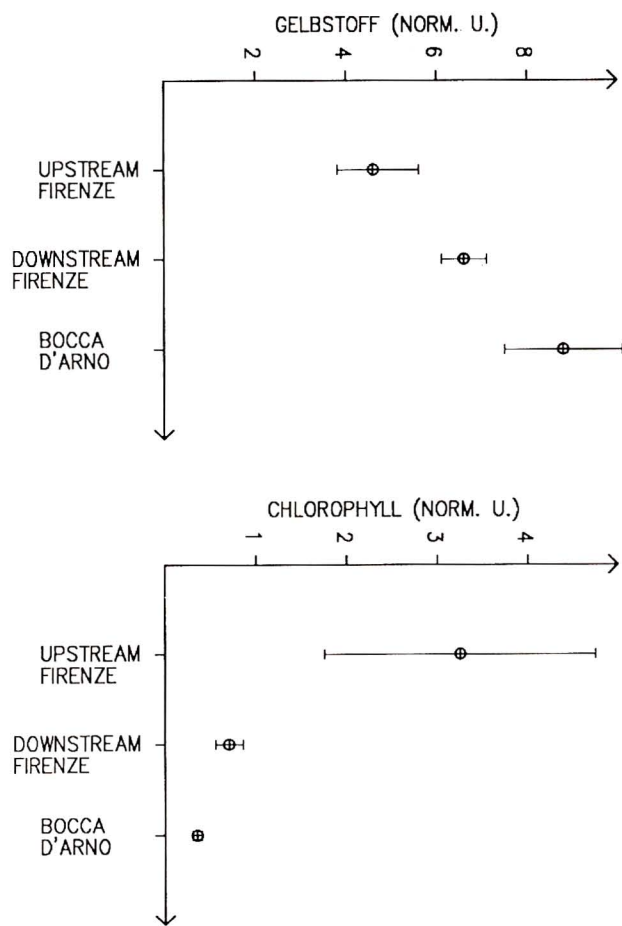 GELBSTOFF (NORM. U.)
2 4 6 8
UPSTREAM
FIRENZE
DOWNSTREAM
FIRENZE
BOCCA
D'ARNO
CHLOROPHYLL (NORM. U.)
1 2 3 4
UPSTREAM
FIRENZE
DOWNSTREAM
FIRENZE
BOCCA
D'ARNO